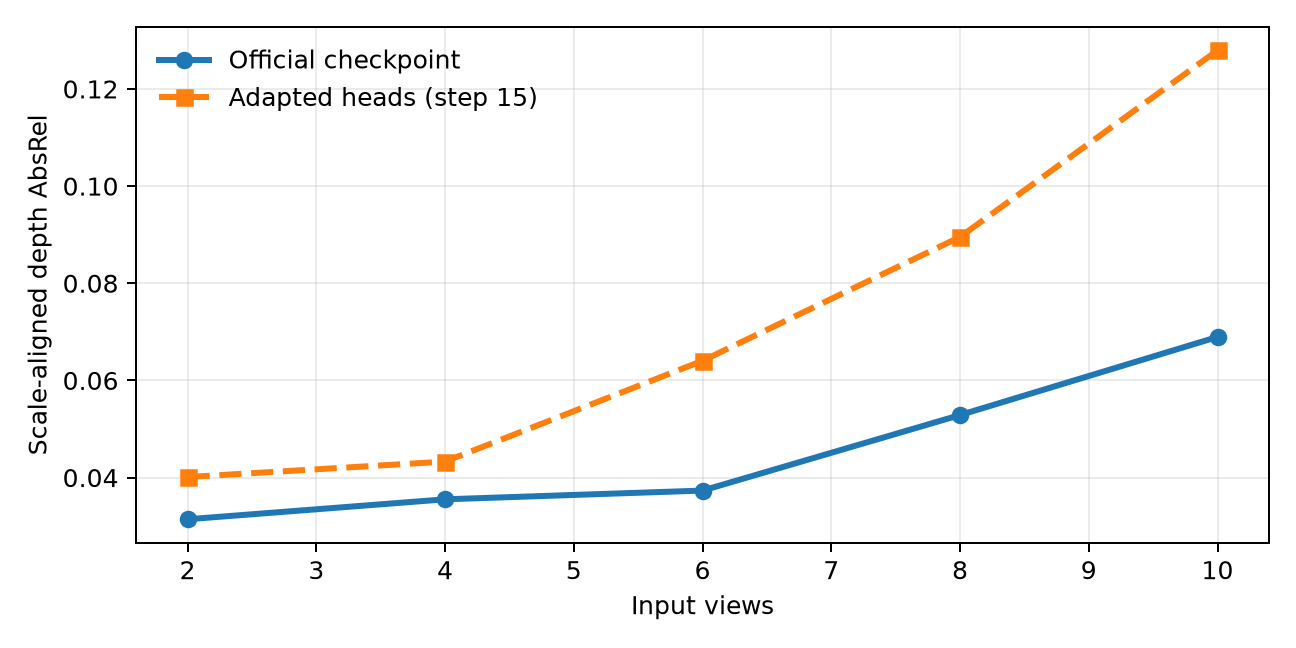 Official checkpoint
Adapted heads (step 15)
Scale-aligned depth AbsRel
0.12
0.10
0.08
0.06
0.04
2 3 4 5 6 7 8 9 10
Input views